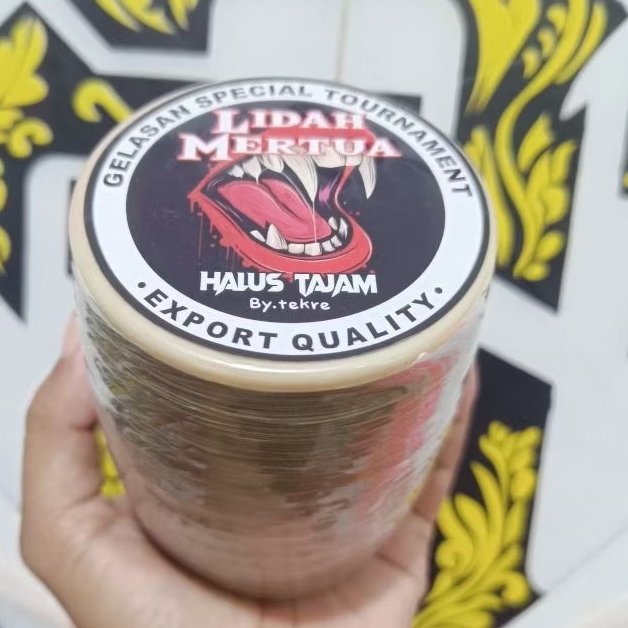 GELASAN SPECIAL TOURNAMENT
LIDAH
MERTUA
HALUS TAJAM
By.tekre
• EXPORT QUALITY •